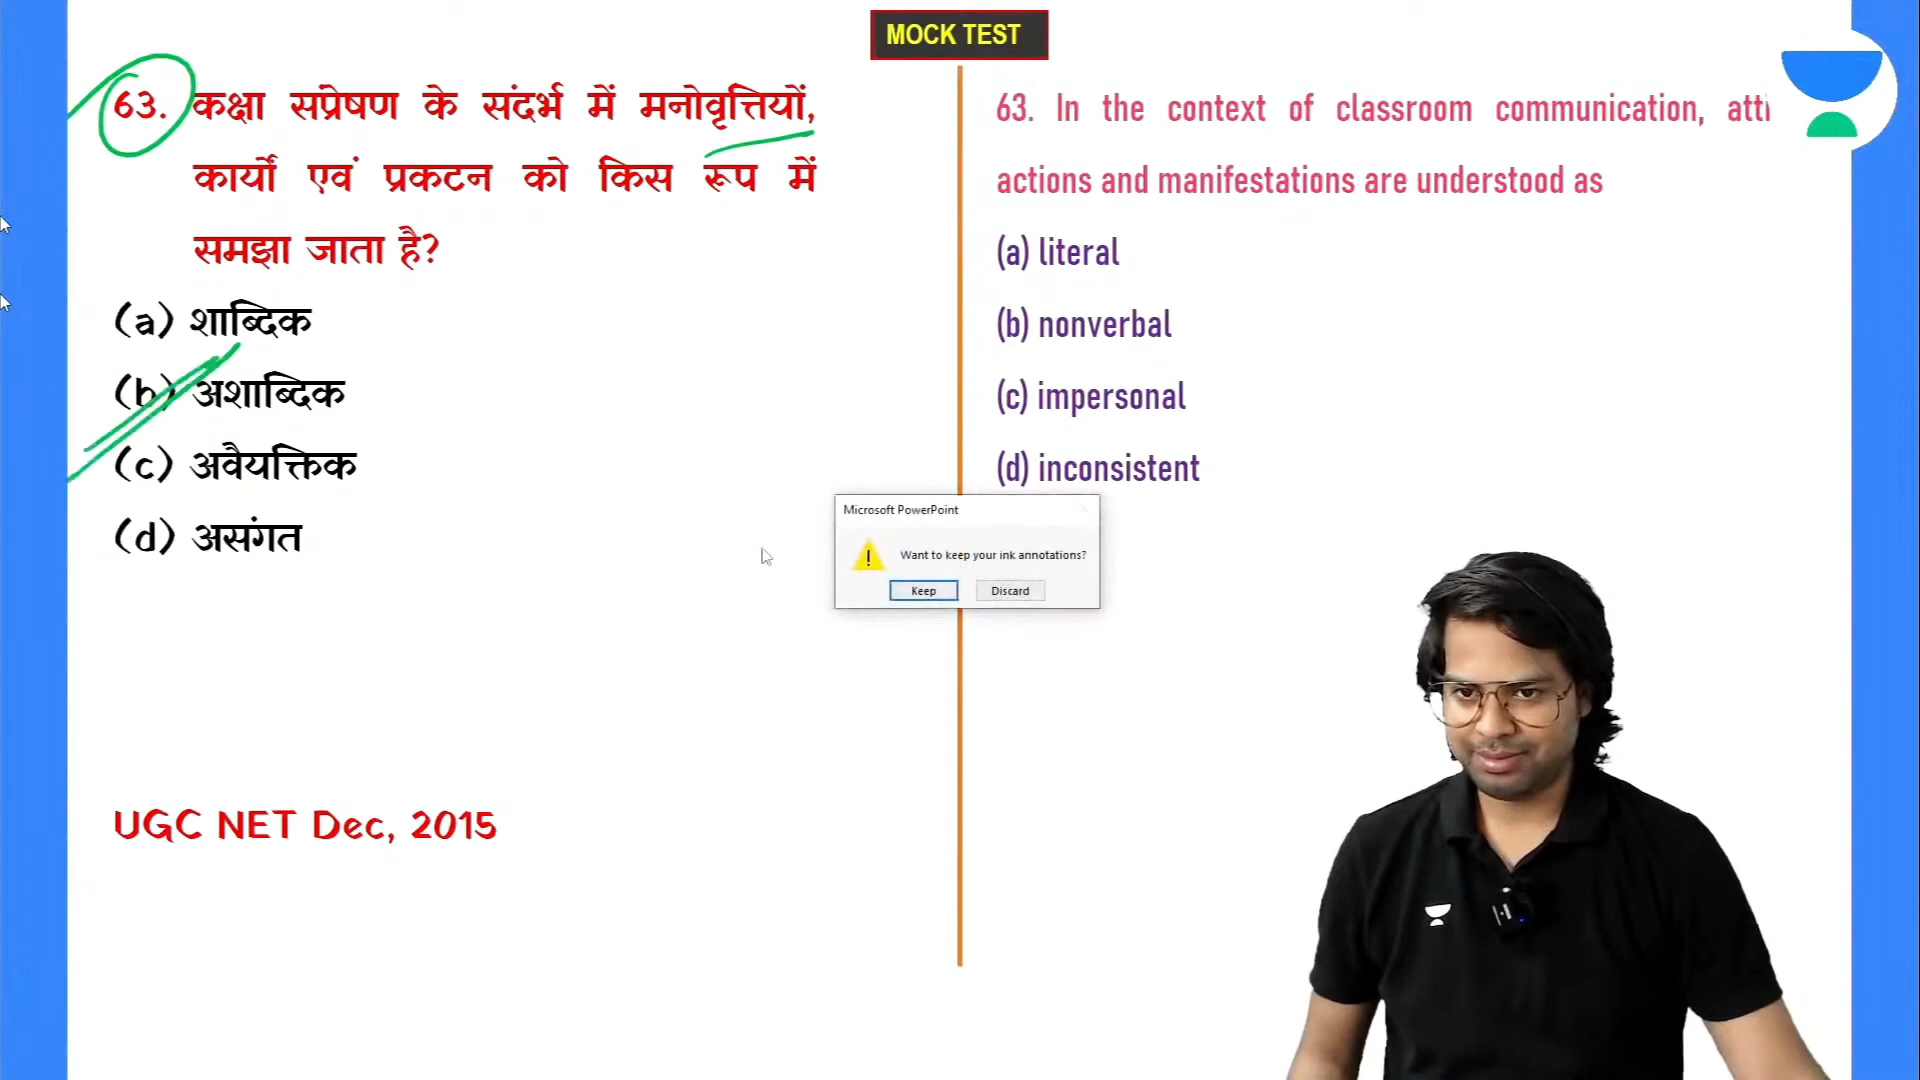 MOCK TEST
63. कक्षा संप्रेषण के संदर्भ में मनोवृत्तियों,
कार्यों एवं प्रकटन को किस रूप में
समझा जाता है?
(a) शाब्दिक
(b) अशाब्दिक
(c) अवैयक्तिक
(d) असंगत
UGC NET Dec, 2015
63. In the context of classroom communication,
actions and manifestations are understood as
(a) literal
(b) nonverbal
(c) impersonal
(d) inconsistent
Microsoft PowerPoint
Want to keep your ink annotations?
Keep
Discard